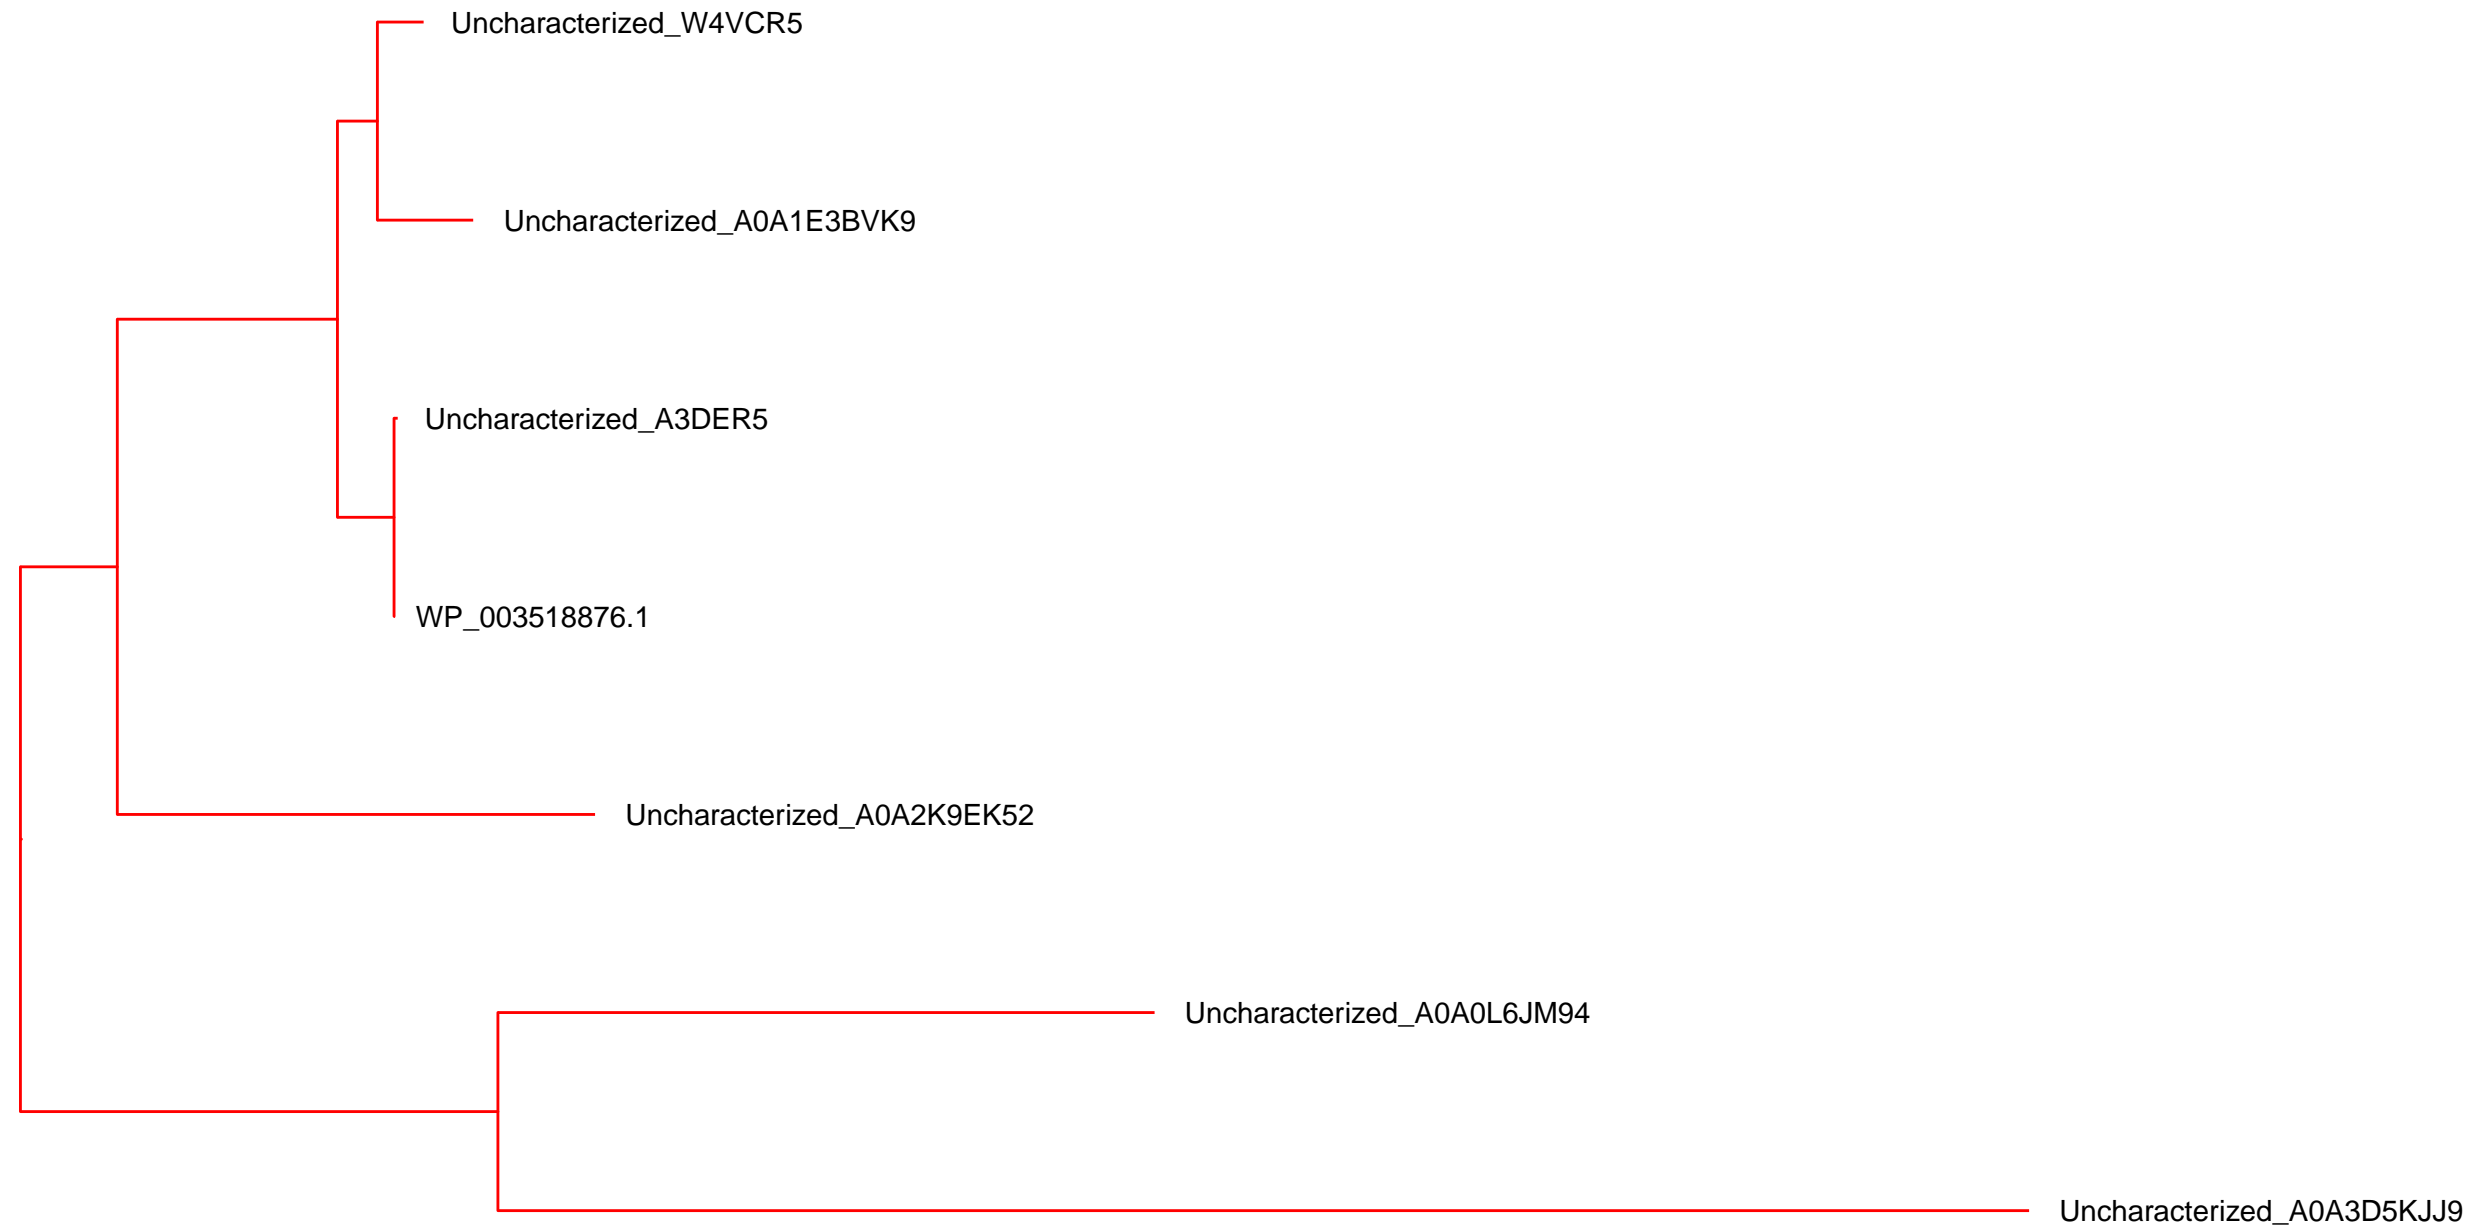 Uncharacterized_W4VCR5
Uncharacterized_A0A1E3BVK9
Uncharacterized_A3DER5
WP_003518876.1
Uncharacterized_A0A2K9EK52
Uncharacterized_A0A0L6JM94
Uncharacterized_A0A3D5KJJ9